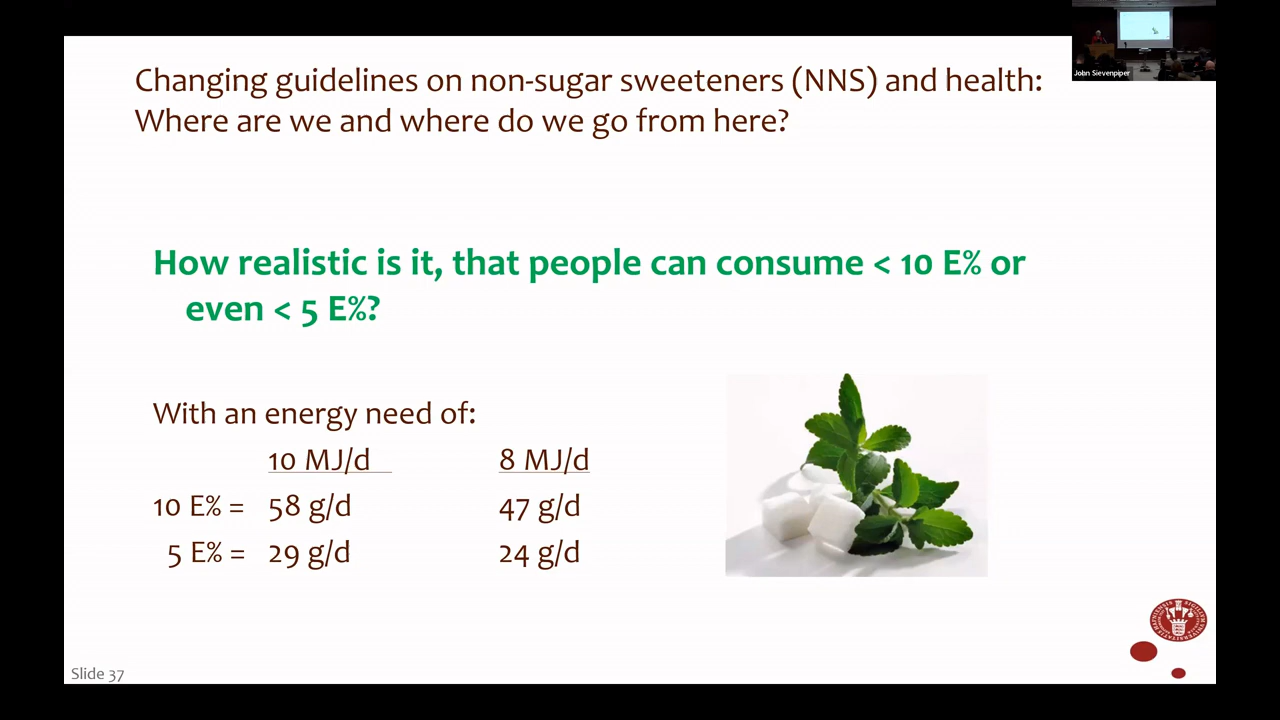 John Sievenpiper
Changing guidelines on non-sugar sweeteners (NNS) and health:
Where are we and where do we go from here?
How realistic is it, that people can consume < 10 E% or
even < 5 E%?
With an energy need of:
10 MJ/d 8 MJ/d
10 E% = 58 g/d 47 g/d
5 E% = 29 g/d 24 g/d
Slide 37